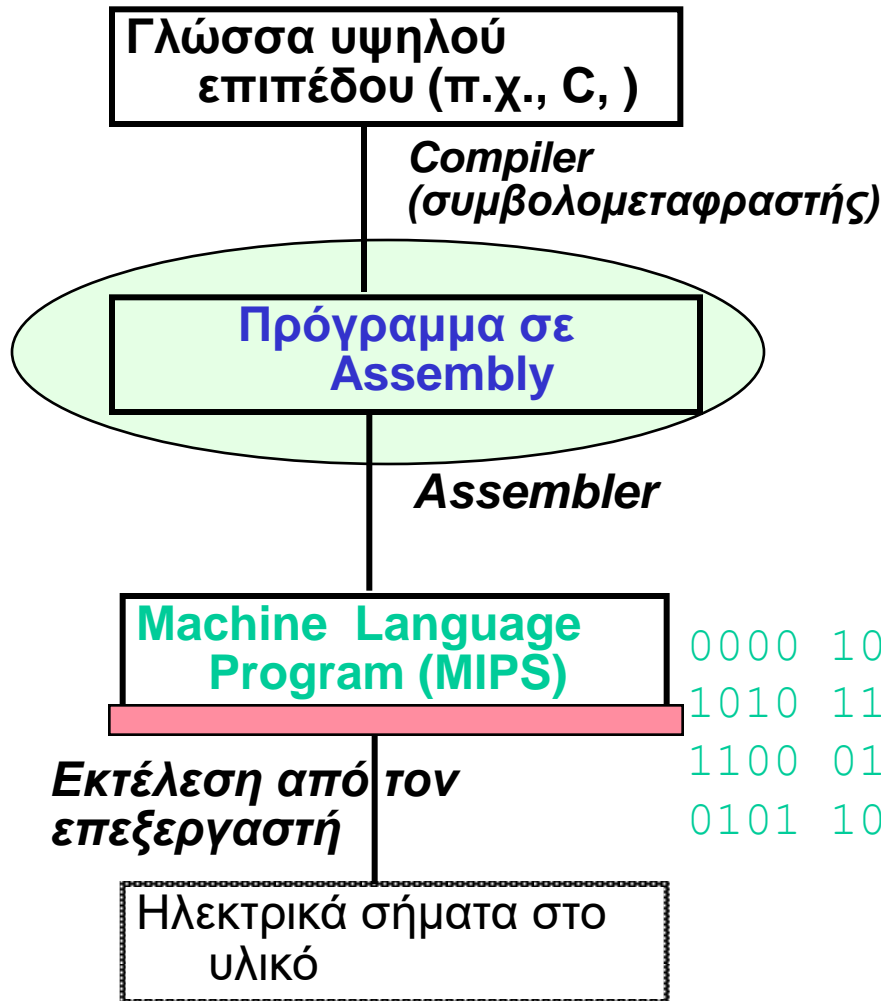 Γλώσσα υψηλού
επιπέδου (π.χ., C, )
Compiler
(συμβολομεταφραστής)
Πρόγραμμα σε
Assembly
Assembler
Machine Language
Program (MIPS)
0000 10
1010 11
1100 01
0101 10
Εκτέλεση από τον
επεξεργαστή
Ηλεκτρικά σήματα στο
υλικό